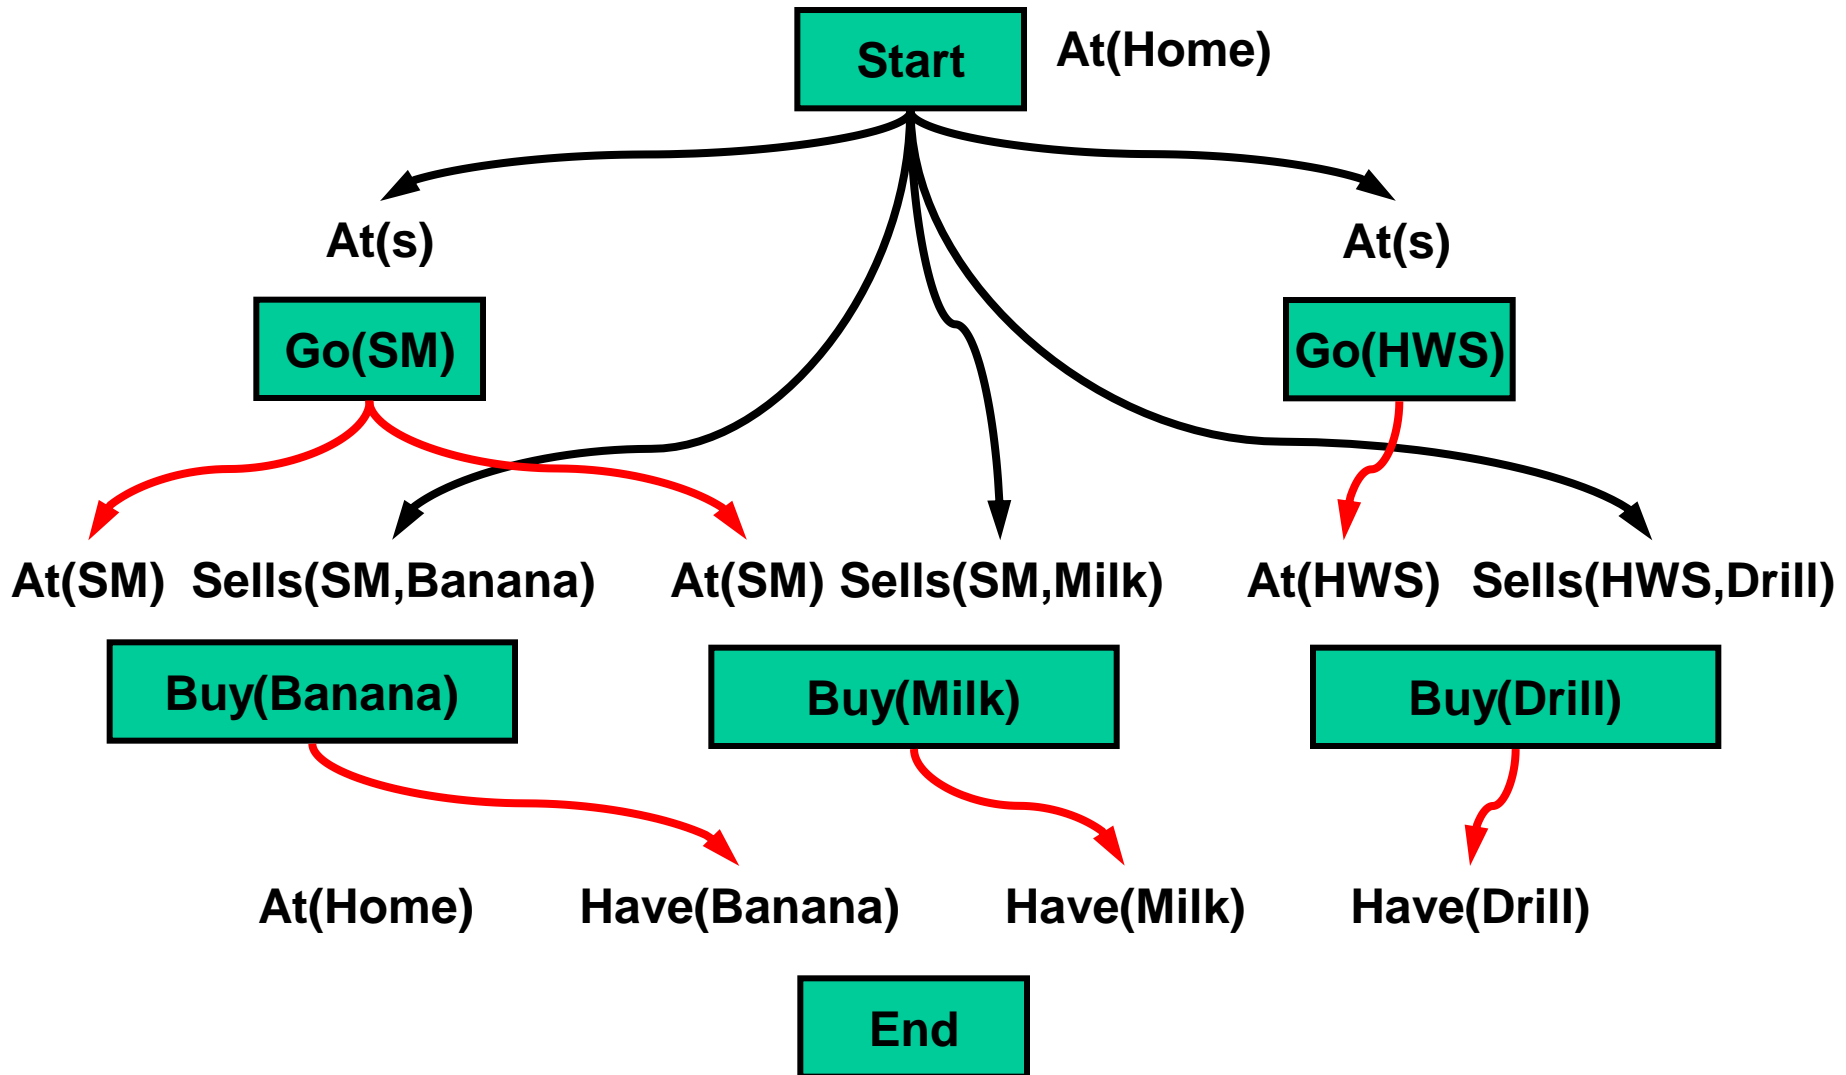 Start
At(Home)
At(s)
At(s)
Go(SM)
Go(HWS)
At(SM) Sells(SM,Banana) At(SM) Sells(SM,Milk) At(HWS) Sells(HWS,Drill)
Buy(Banana)
Buy(Milk)
Buy(Drill)
At(Home) Have(Banana) Have(Milk) Have(Drill)
End